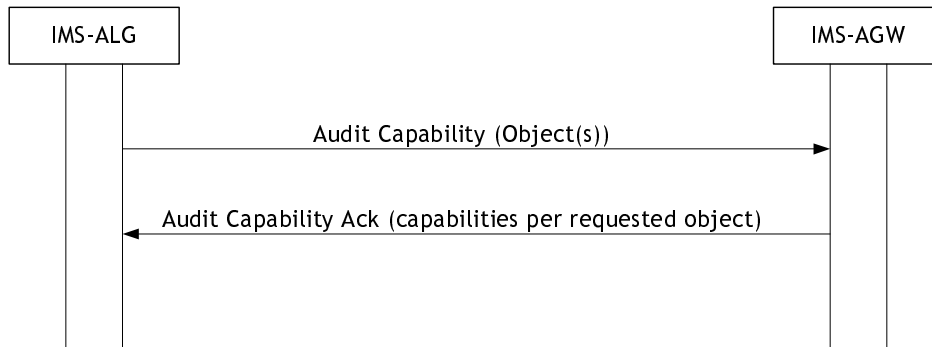 IMS-ALG
IMS-AGW
Audit Capability (Object(s))
Audit Capability Ack (capabilities per requested object)